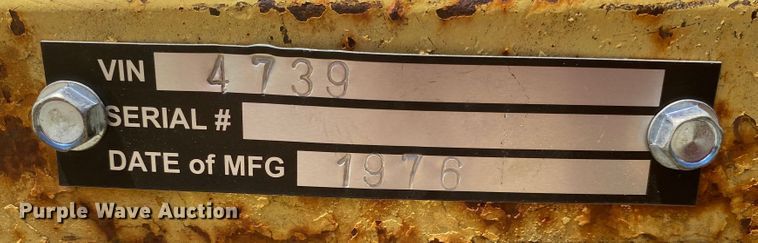 VIN 4739
SERIAL #
DATE of MFG 1976
Purple Wave Auction